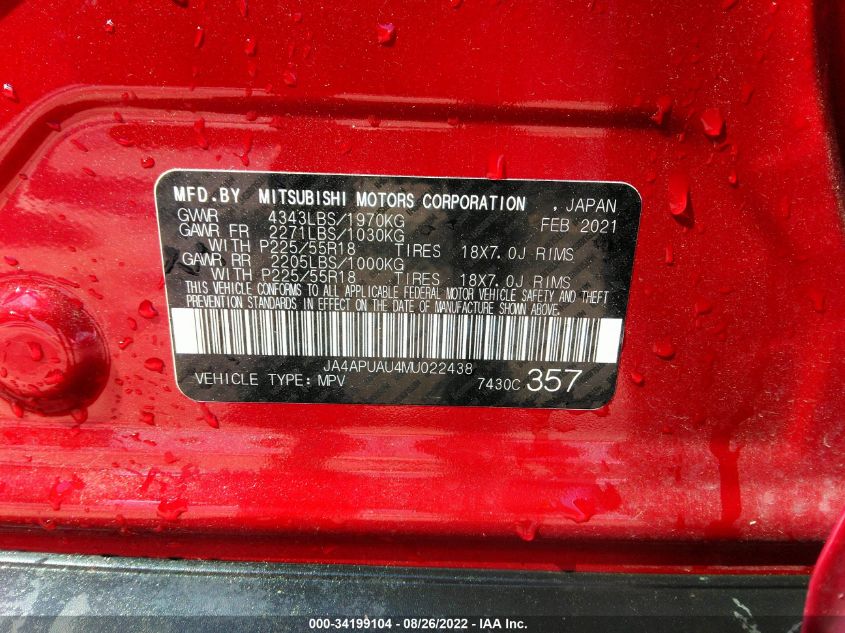 MFD.BY MITSUBISHI MOTORS CORPORATION , JAPAN
GVWR 4343LBS/1970KG FEB 2021
GAWR FR 2271LBS/1030KG
WITH P225/55R18 TIRES 18X7.0J RIMS
GAWR RR 2205LBS/1000KG
WITH P225/55R18 TIRES 18X7.0J RIMS
THIS VEHICLE CONFORMS TO ALL APPLICABLE FEDERAL MOTOR VEHICLE SAFETY AND THEFT
PREVENTION STANDARDS IN EFFECT ON THE DATE OF MANUFACTURE SHOWN ABOVE.
JA4APUAU4MU022438
VEHICLE TYPE: MPV 7430C 357
000-34199104 - 08/26/2022 - IAA Inc.